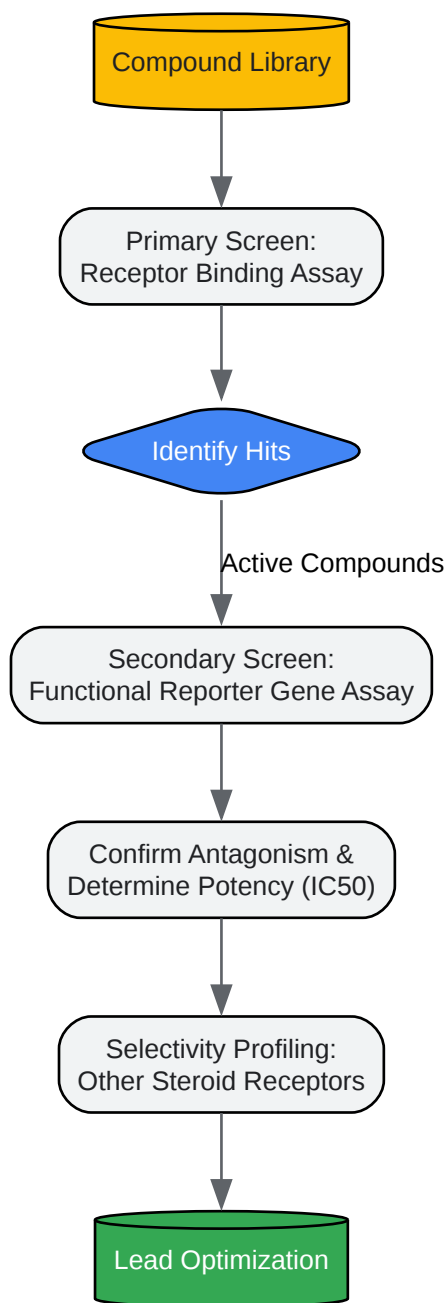 Compound Library
Primary Screen:
Receptor Binding Assay
Identify Hits
Active Compounds
Secondary Screen:
Functional Reporter Gene Assay
Confirm Antagonism &
Determine Potency (IC50)
Selectivity Profiling:
Other Steroid Receptors
Lead Optimization